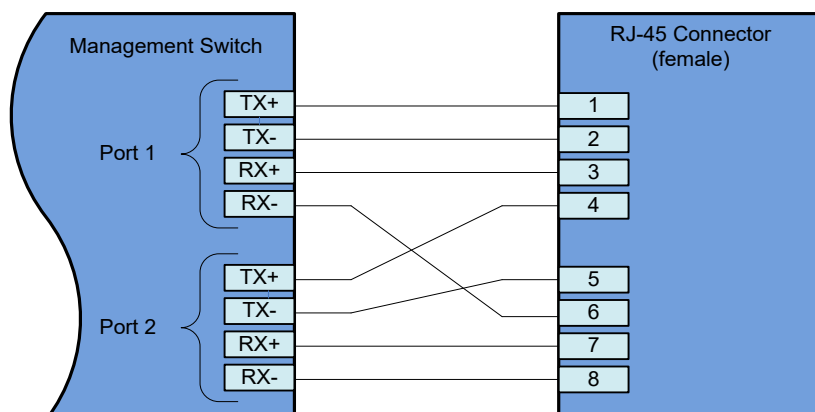 Management Switch
Port 1
TX+
TX-
RX+
RX-
Port 2
TX+
TX-
RX+
RX-
RJ-45 Connector
(female)
1
2
3
4
5
6
7
8